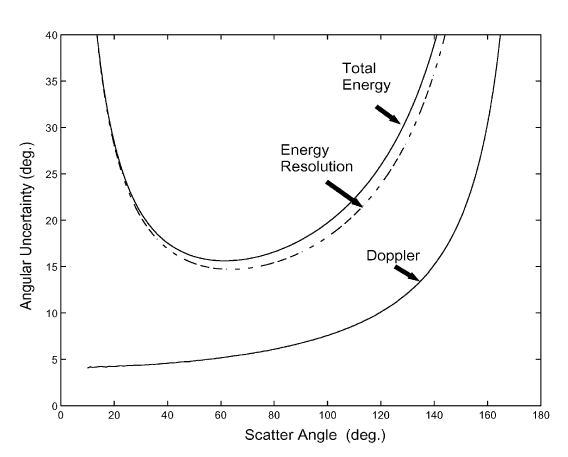 40
35
30
25
20
15
10
5
0
Angular Uncertainty (deg.)
Total
Energy
Energy
Resolution
Doppler
0 20 40 60 80 100 120 140 160 180
Scatter Angle (deg.)